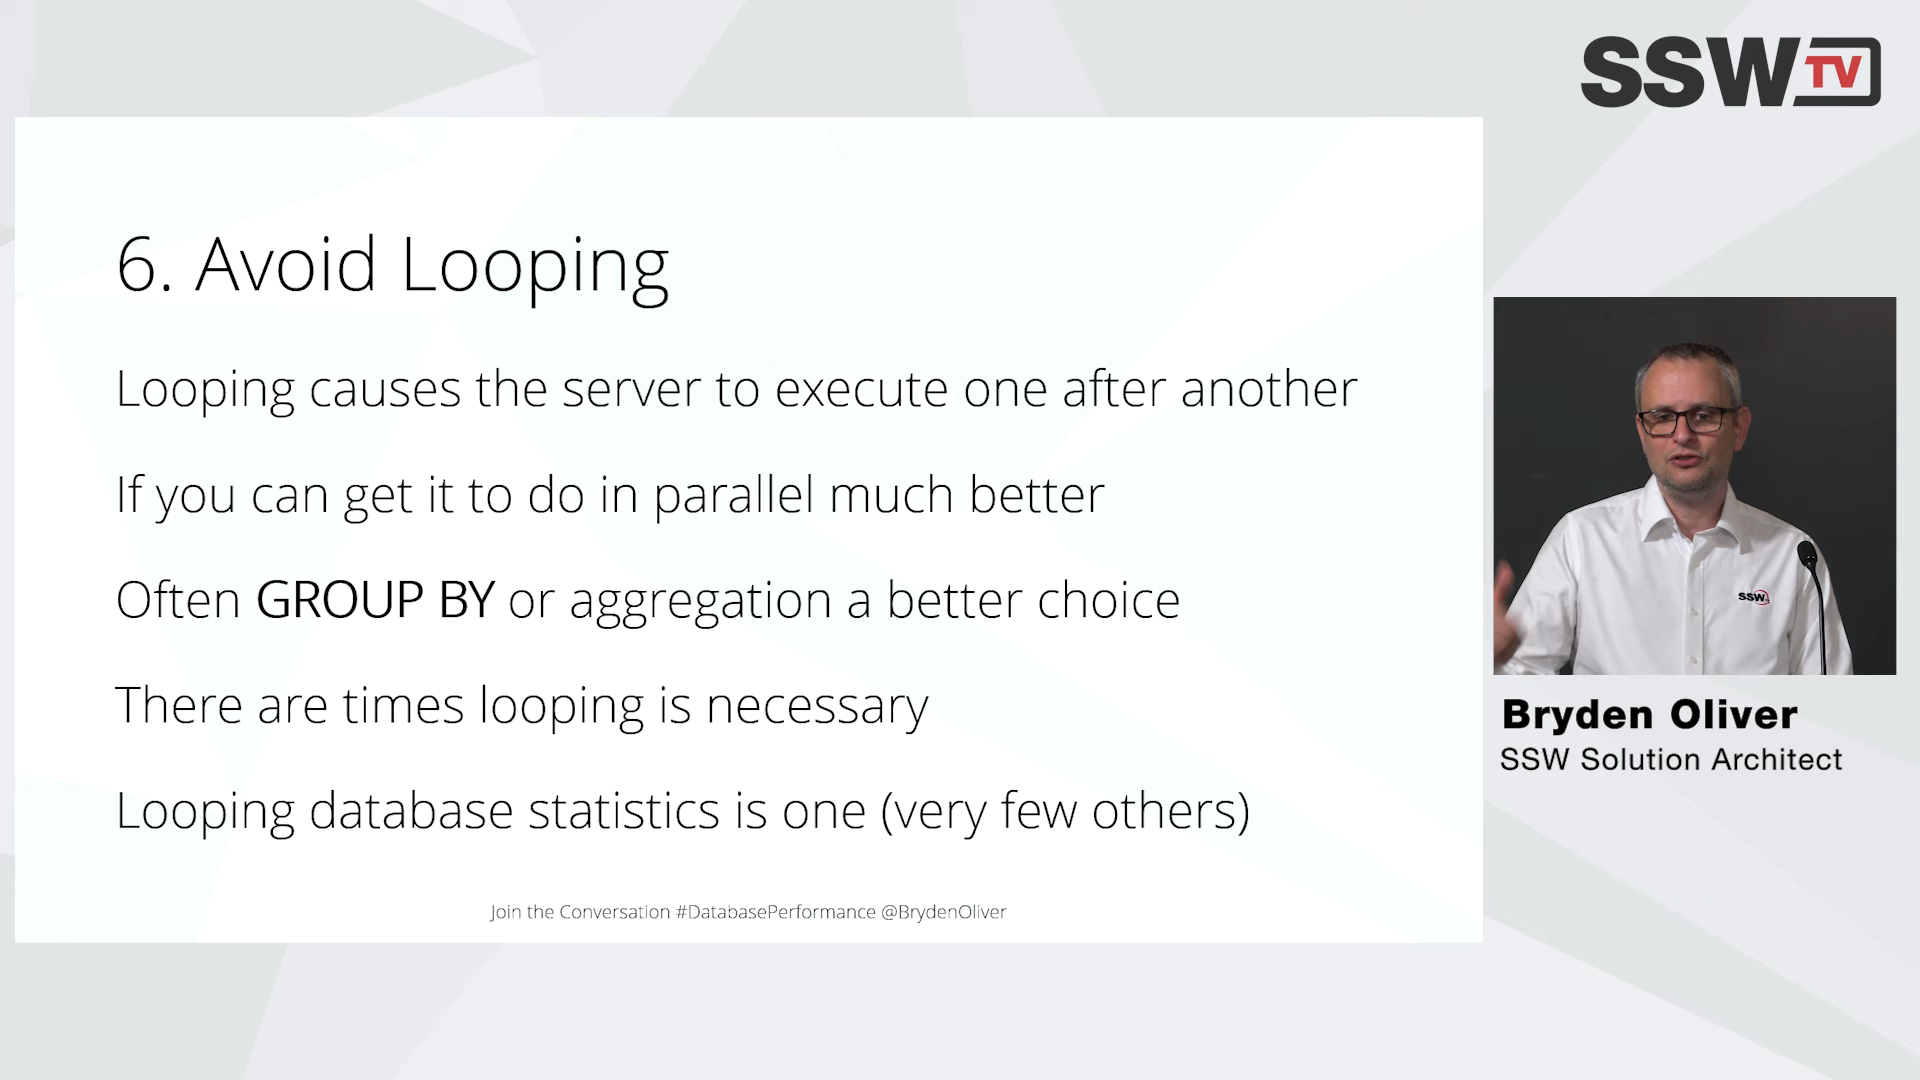 SSW TV
6. Avoid Looping
Looping causes the server to execute one after another
If you can get it to do in parallel much better
Often GROUP BY or aggregation a better choice
There are times looping is necessary
Looping database statistics is one (very few others)
Join the Conversation #DatabasePerformance @BrydenOliver
SSW
Bryden Oliver
SSW Solution Architect